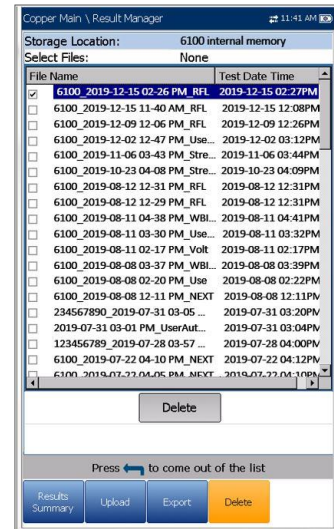 Copper Main \ Result Manager 11:41 AM
Storage Location: 6100 internal memory
Select Files: None
File Name Test Date Time
6100_2019-12-15 02-26 PM_RFL 2019-12-15 02:27PM
6100_2019-12-15 11-40 AM_RFL 2019-12-15 12:08PM
6100_2019-12-09 12-06 PM_RFL 2019-12-09 12:26PM
6100_2019-12-02 12-47 PM_Use... 2019-12-02 03:12PM
6100_2019-11-06 03-43 PM_Stre... 2019-11-06 03:44PM
6100_2019-10-23 04-08 PM_Stre... 2019-10-23 04:09PM
6100_2019-08-12 12-31 PM_RFL 2019-08-12 12:31PM
6100_2019-08-12 12-29 PM_RFL 2019-08-12 12:31PM
6100_2019-08-11 04-38 PM_WBI... 2019-08-11 04:41PM
6100_2019-08-11 03-30 PM_Use... 2019-08-11 03:32PM
6100_2019-08-11 02-17 PM_Volt 2019-08-11 02:17PM
6100_2019-08-08 03-37 PM_WBI... 2019-08-08 03:39PM
6100_2019-08-08 02-20 PM_Use 2019-08-08 02:22PM
6100_2019-08-08 12-11 PM_NEXT 2019-08-08 12:11PM
234567890_2019-07-31 03-05 ... 2019-07-31 03:20PM
2019-07-31 03-01 PM_UserAut... 2019-07-31 03:04PM
123456789_2019-07-28 03-57 ... 2019-07-28 04:00PM
6100_2019-07-22 04-10 PM_NEXT 2019-07-22 04:12PM
6100_2019-07-22 04-05 PM_NEXT 2019-07-22 04:10PM
Delete
Press to come out of the list
Results Summary Upload Export Delete